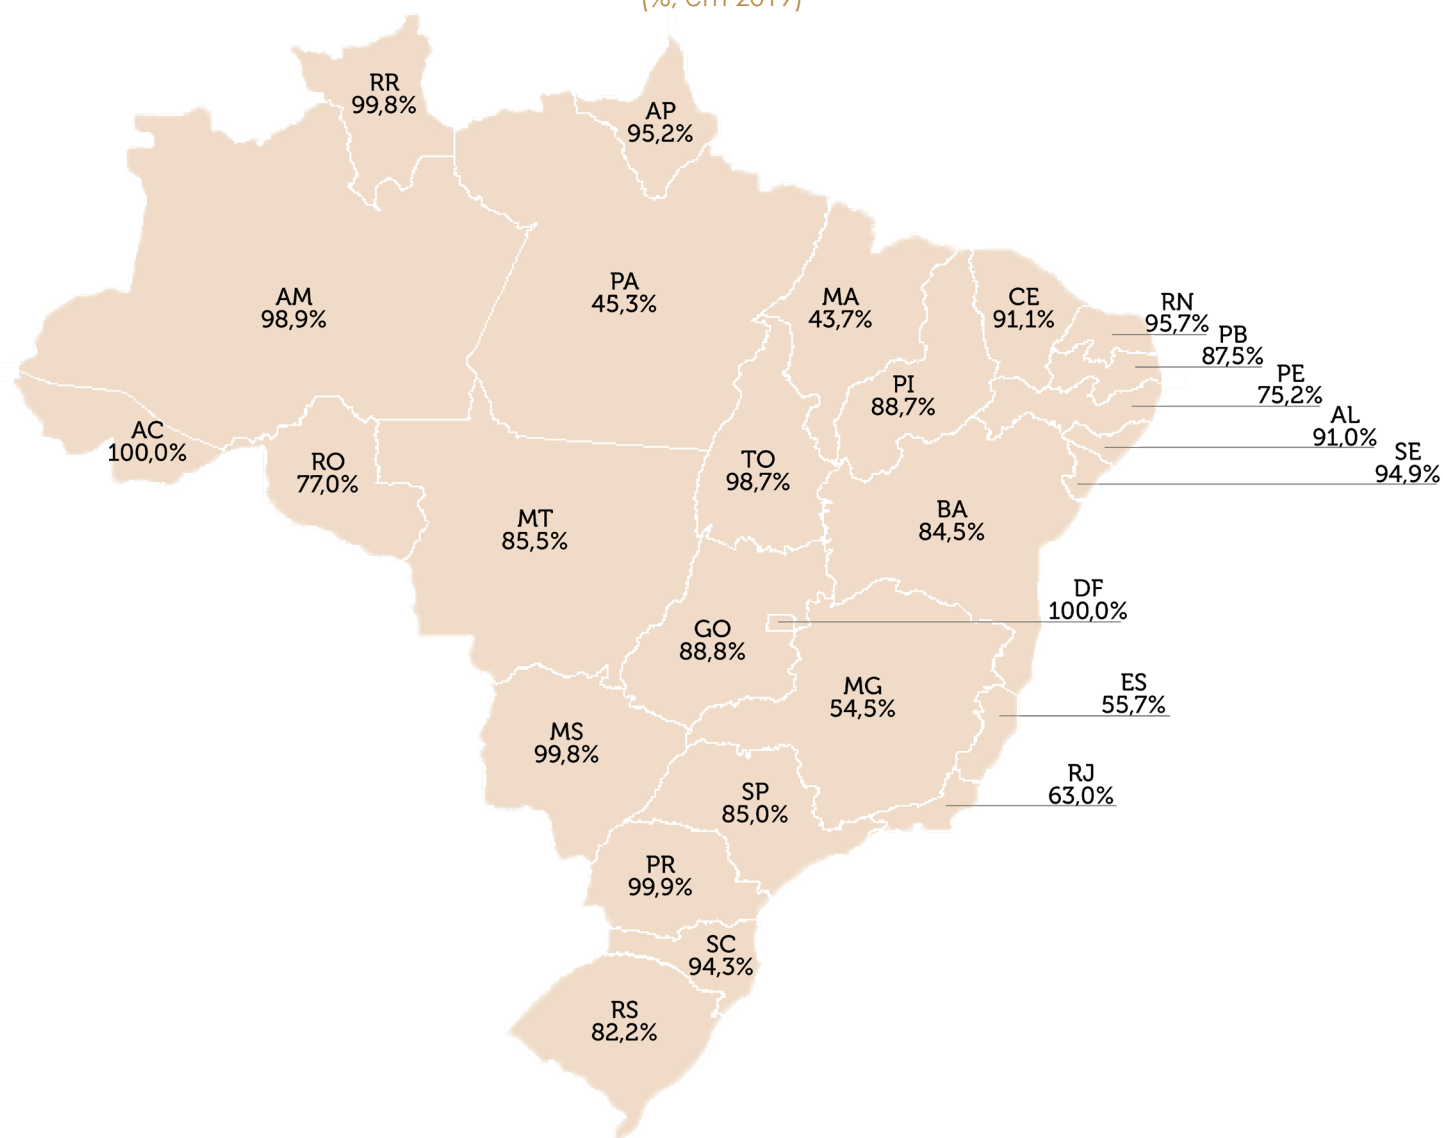 RR
99,8%
AP
95,2%
AM
98,9%
PA
45,3%
MA
43,7%
CE
91,1%
RN
95,7%
PB
87,5%
PI
88,7%
PE
75,2%
AL
91,0%
SE
94,9%
AC
100,0%
RO
77,0%
TO
98,7%
MT
85,5%
BA
84,5%
DF
100,0%
GO
88,8%
MG
54,5%
ES
55,7%
MS
99,8%
SP
85,0%
RJ
63,0%
PR
99,9%
SC
94,3%
RS
82,2%